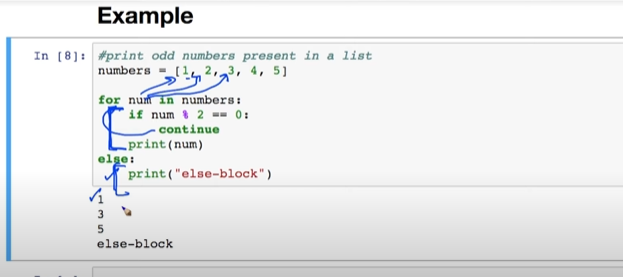 Example
In [8]: #print odd numbers present in a list
numbers = [1, 2, 3, 4, 5]
for num in numbers:
if num % 2 == 0:
continue
print(num)
else:
print("else-block")
1
3
5
else-block